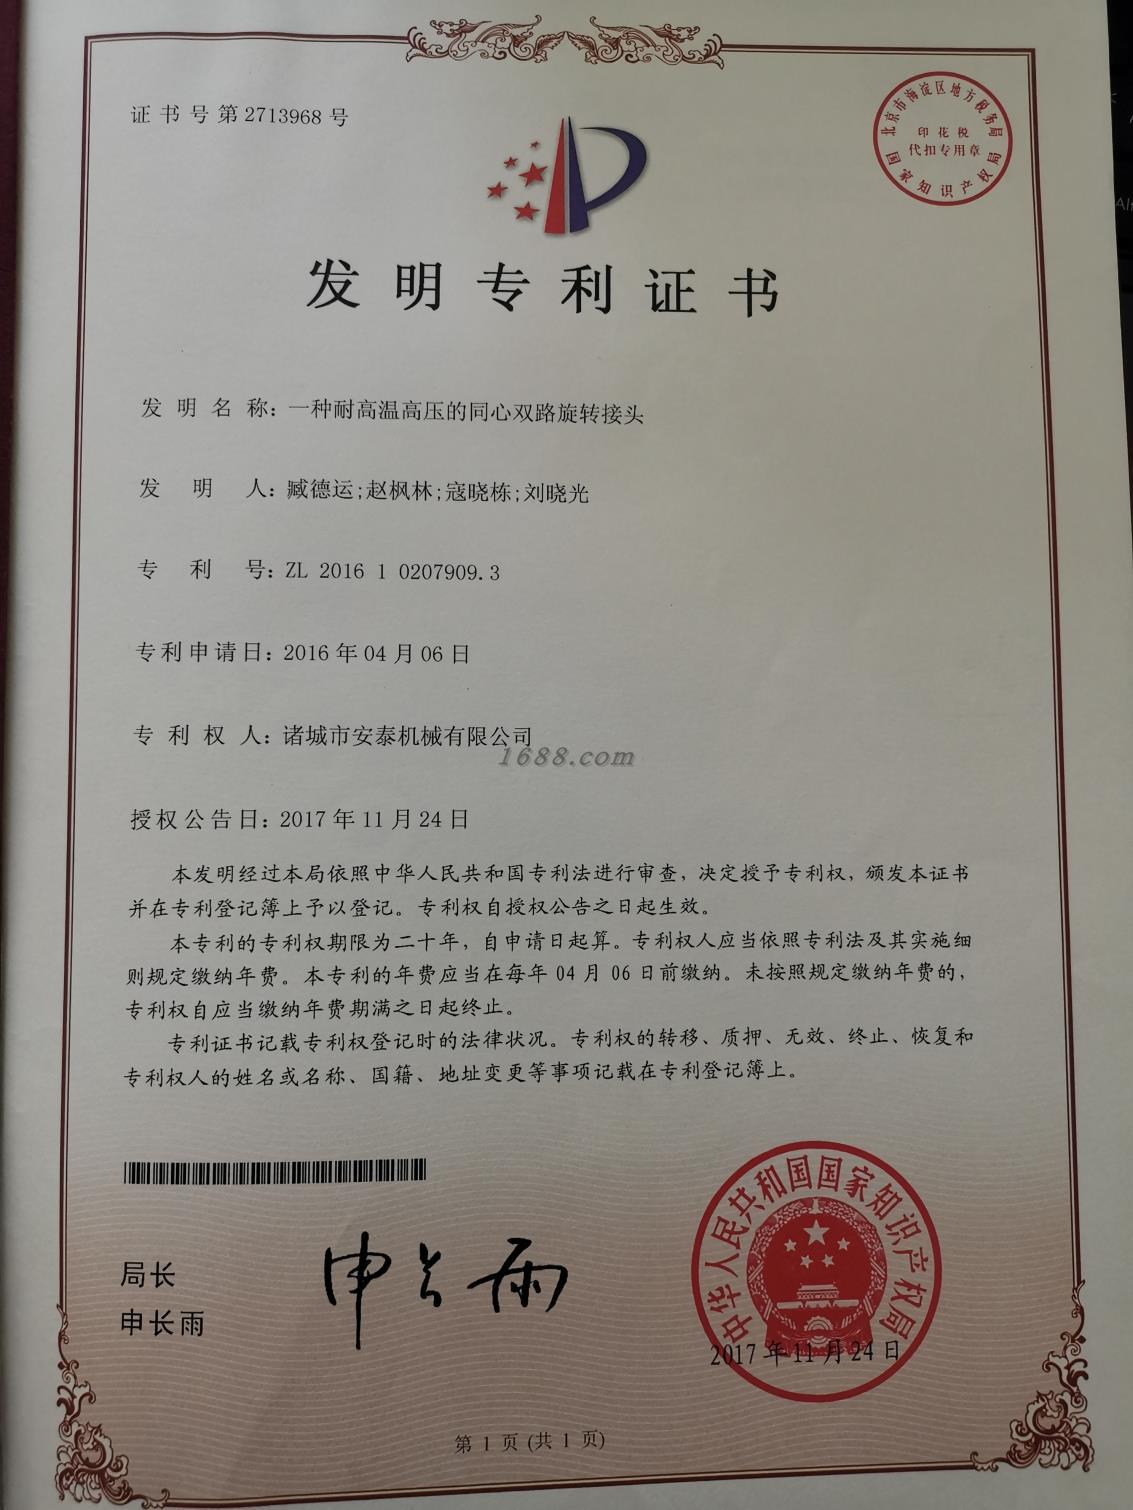 证书号第2713968号
北京市海淀区地方税务局
印花税
代扣专用章
国家知识产权局
发明专利证书
发明名称：一种耐高温高压的同心双路旋转接头
发明人：臧德运;赵枫林;寇晓栋;刘晓光
专利号：ZL 2016 1 0207909.3
专利申请日：2016年04月06日
专利权人：诸城市安泰机械有限公司
1688.com
授权公告日：2017年11月24日
本发明经过本局依照中华人民共和国专利法进行审查，决定授予专利权，颁发本证书
并在专利登记簿上予以登记。专利权自授权公告之日起生效。
本专利的专利权期限为二十年，自申请日起算。专利权人应当依照专利法及其实施细
则规定缴纳年费。本专利的年费应当在每年04月06日前缴纳。未按照规定缴纳年费的，
专利权自应当缴纳年费期满之日起终止。
专利证书记载专利权登记时的法律状况。专利权的转移、质押、无效、终止、恢复和
专利权人的姓名或名称、国籍、地址变更等事项记载在专利登记簿上。
局长
申长雨
申长雨
中华人民共和国国家知识产权局
2017年11月24日
第1页(共1页)